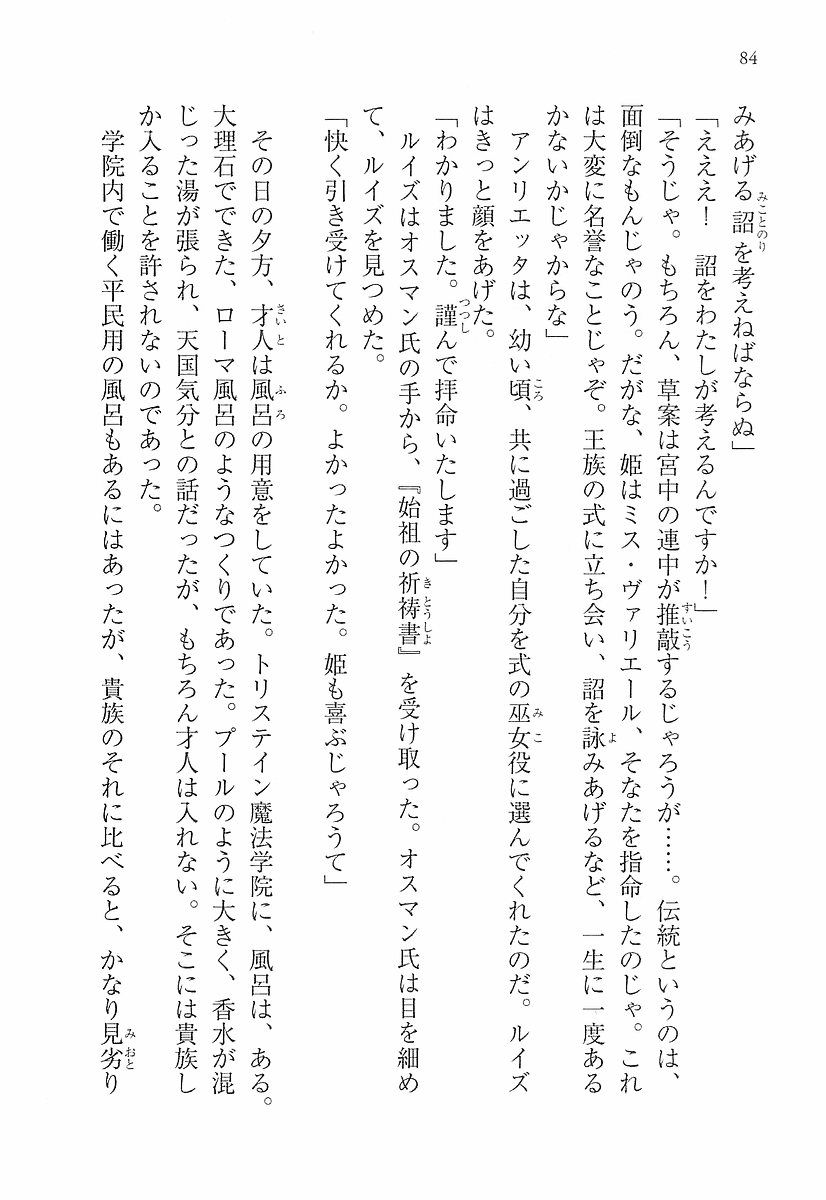 84
みあげる詔を考えねばならぬ」
「えええ！　詔をわたしが考えるんですか！」
「そうじゃ。もちろん、草案は宮中の連中が推敲するじゃろうが……。伝統というのは、
面倒なもんじゃのう。だがな、姫はミス・ヴァリエール、そなたを指命したのじゃ。これ
は大変に名誉なことじゃぞ。王族の式に立ち会い、詔を詠みあげるなど、一生に一度ある
かないかじゃからな」
　アンリエッタは、幼い頃、共に過ごした自分を式の巫女役に選んでくれたのだ。ルイズ
はきっと顔をあげた。
「わかりました。謹んで拝命いたします」
　ルイズはオスマン氏の手から、『始祖の祈祷書』を受け取った。オスマン氏は目を細め
て、ルイズを見つめた。
「快く引き受けてくれるか。よかったよかった。姫も喜ぶじゃろうて」
　その日の夕方、才人は風呂の用意をしていた。トリステイン魔法学院に、風呂は、ある。
大理石でできた、ローマ風呂のようなつくりであった。プールのように大きく、香水が混
じった湯が張られ、天国気分との話だったが、もちろん才人は入れない。そこには貴族し
か入ることを許されないのであった。
　学院内で働く平民用の風呂もあるにはあったが、貴族のそれに比べると、かなり見劣り